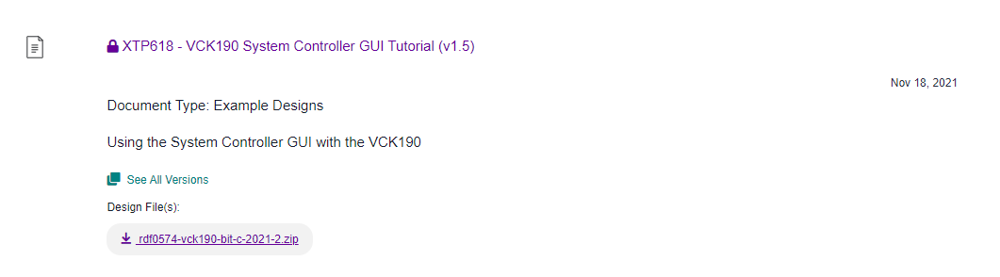 XTP618 - VCK190 System Controller GUI Tutorial (v1.5)
Nov 18, 2021
Document Type: Example Designs
Using the System Controller GUI with the VCK190
See All Versions
Design File(s):
rdf0574-vck190-bit-c-2021-2.zip